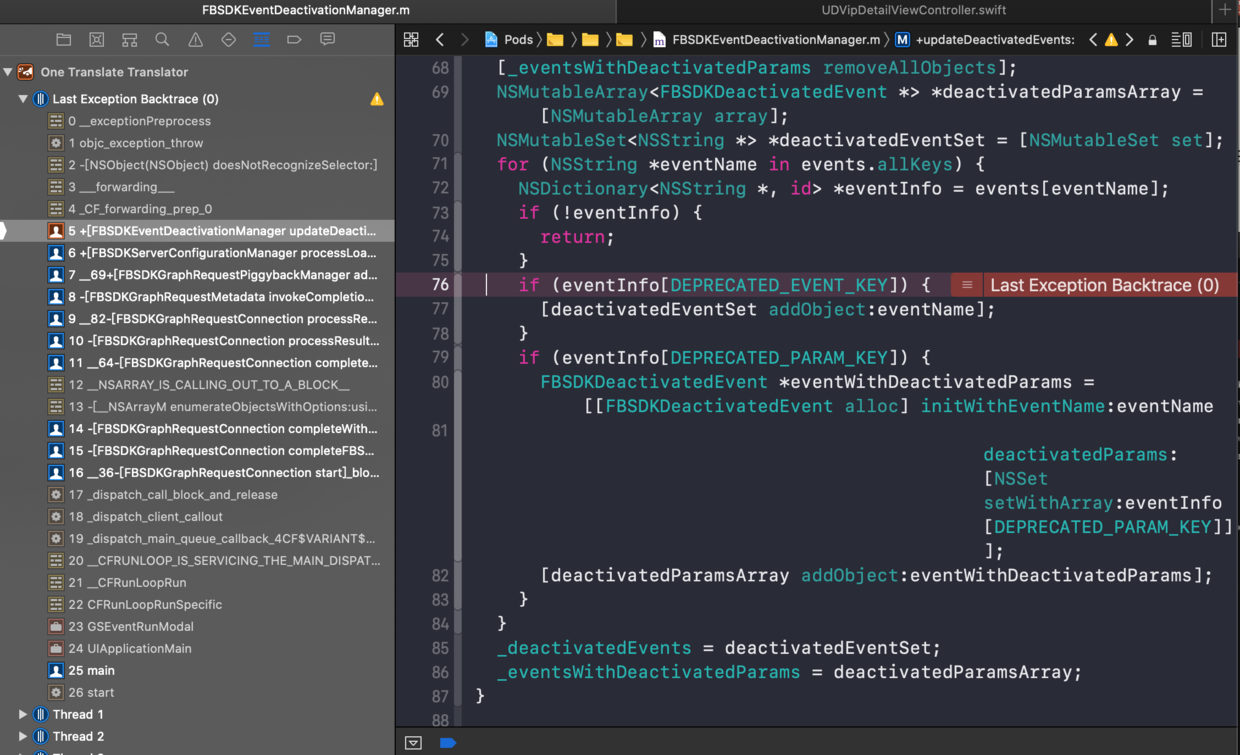 FBSDKEventDeactivationManager.m
UDVipDetailViewController.swift
Pods
FBSDKEventDeactivationManager.m
M
+updateDeactivatedEvents:
One Translate Translator
Last Exception Backtrace (0)
0 __exceptionPreprocess
1 objc_exception_throw
2 -[NSObject(NSObject) doesNotRecognizeSelector:]
3 ___forwarding___
4 _CF_forwarding_prep_0
5 +[FBSDKEventDeactivationManager updateDeacti...
6 +[FBSDKServerConfigurationManager processLoa...
7 __69+[FBSDKGraphRequestPiggybackManager ad...
8 -[FBSDKGraphRequestMetadata invokeCompletio...
9 __82-[FBSDKGraphRequestConnection processRe...
10 -[FBSDKGraphRequestConnection processResult...
11 __64-[FBSDKGraphRequestConnection complete...
12 __NSARRAY_IS_CALLING_OUT_TO_A_BLOCK__
13 -[__NSArrayM enumerateObjectsWithOptions:usi...
14 -[FBSDKGraphRequestConnection completeWith...
15 -[FBSDKGraphRequestConnection completeFBS...
16 __36-[FBSDKGraphRequestConnection start]_blo...
17 _dispatch_call_block_and_release
18 _dispatch_client_callout
19 _dispatch_main_queue_callback_4CF$VARIANT$...
20 __CFRUNLOOP_IS_SERVICING_THE_MAIN_DISPAT...
21 __CFRunLoopRun
22 CFRunLoopRunSpecific
23 GSEventRunModal
24 UIApplicationMain
25 main
26 start
Thread 1
Thread 2
68 [_eventsWithDeactivatedParams removeAllObjects];
69 NSMutableArray<FBSDKDeactivatedEvent *> *deactivatedParamsArray =
[NSMutableArray array];
70 NSMutableSet<NSString *> *deactivatedEventSet = [NSMutableSet set];
71 for (NSString *eventName in events.allKeys) {
72 NSDictionary<NSString *, id> *eventInfo = events[eventName];
73 if (!eventInfo) {
74 return;
75 }
76 if (eventInfo[DEPRECATED_EVENT_KEY]) { Last Exception Backtrace (0)
77 [deactivatedEventSet addObject:eventName];
78 }
79 if (eventInfo[DEPRECATED_PARAM_KEY]) {
80 FBSDKDeactivatedEvent *eventWithDeactivatedParams =
[[FBSDKDeactivatedEvent alloc] initWithEventName:eventName
81
deactivatedParams:
[NSSet
setWithArray:eventInfo
[DEPRECATED_PARAM_KEY]]
];
82 [deactivatedParamsArray addObject:eventWithDeactivatedParams];
83 }
84 }
85 _deactivatedEvents = deactivatedEventSet;
86 _eventsWithDeactivatedParams = deactivatedParamsArray;
87 }
88